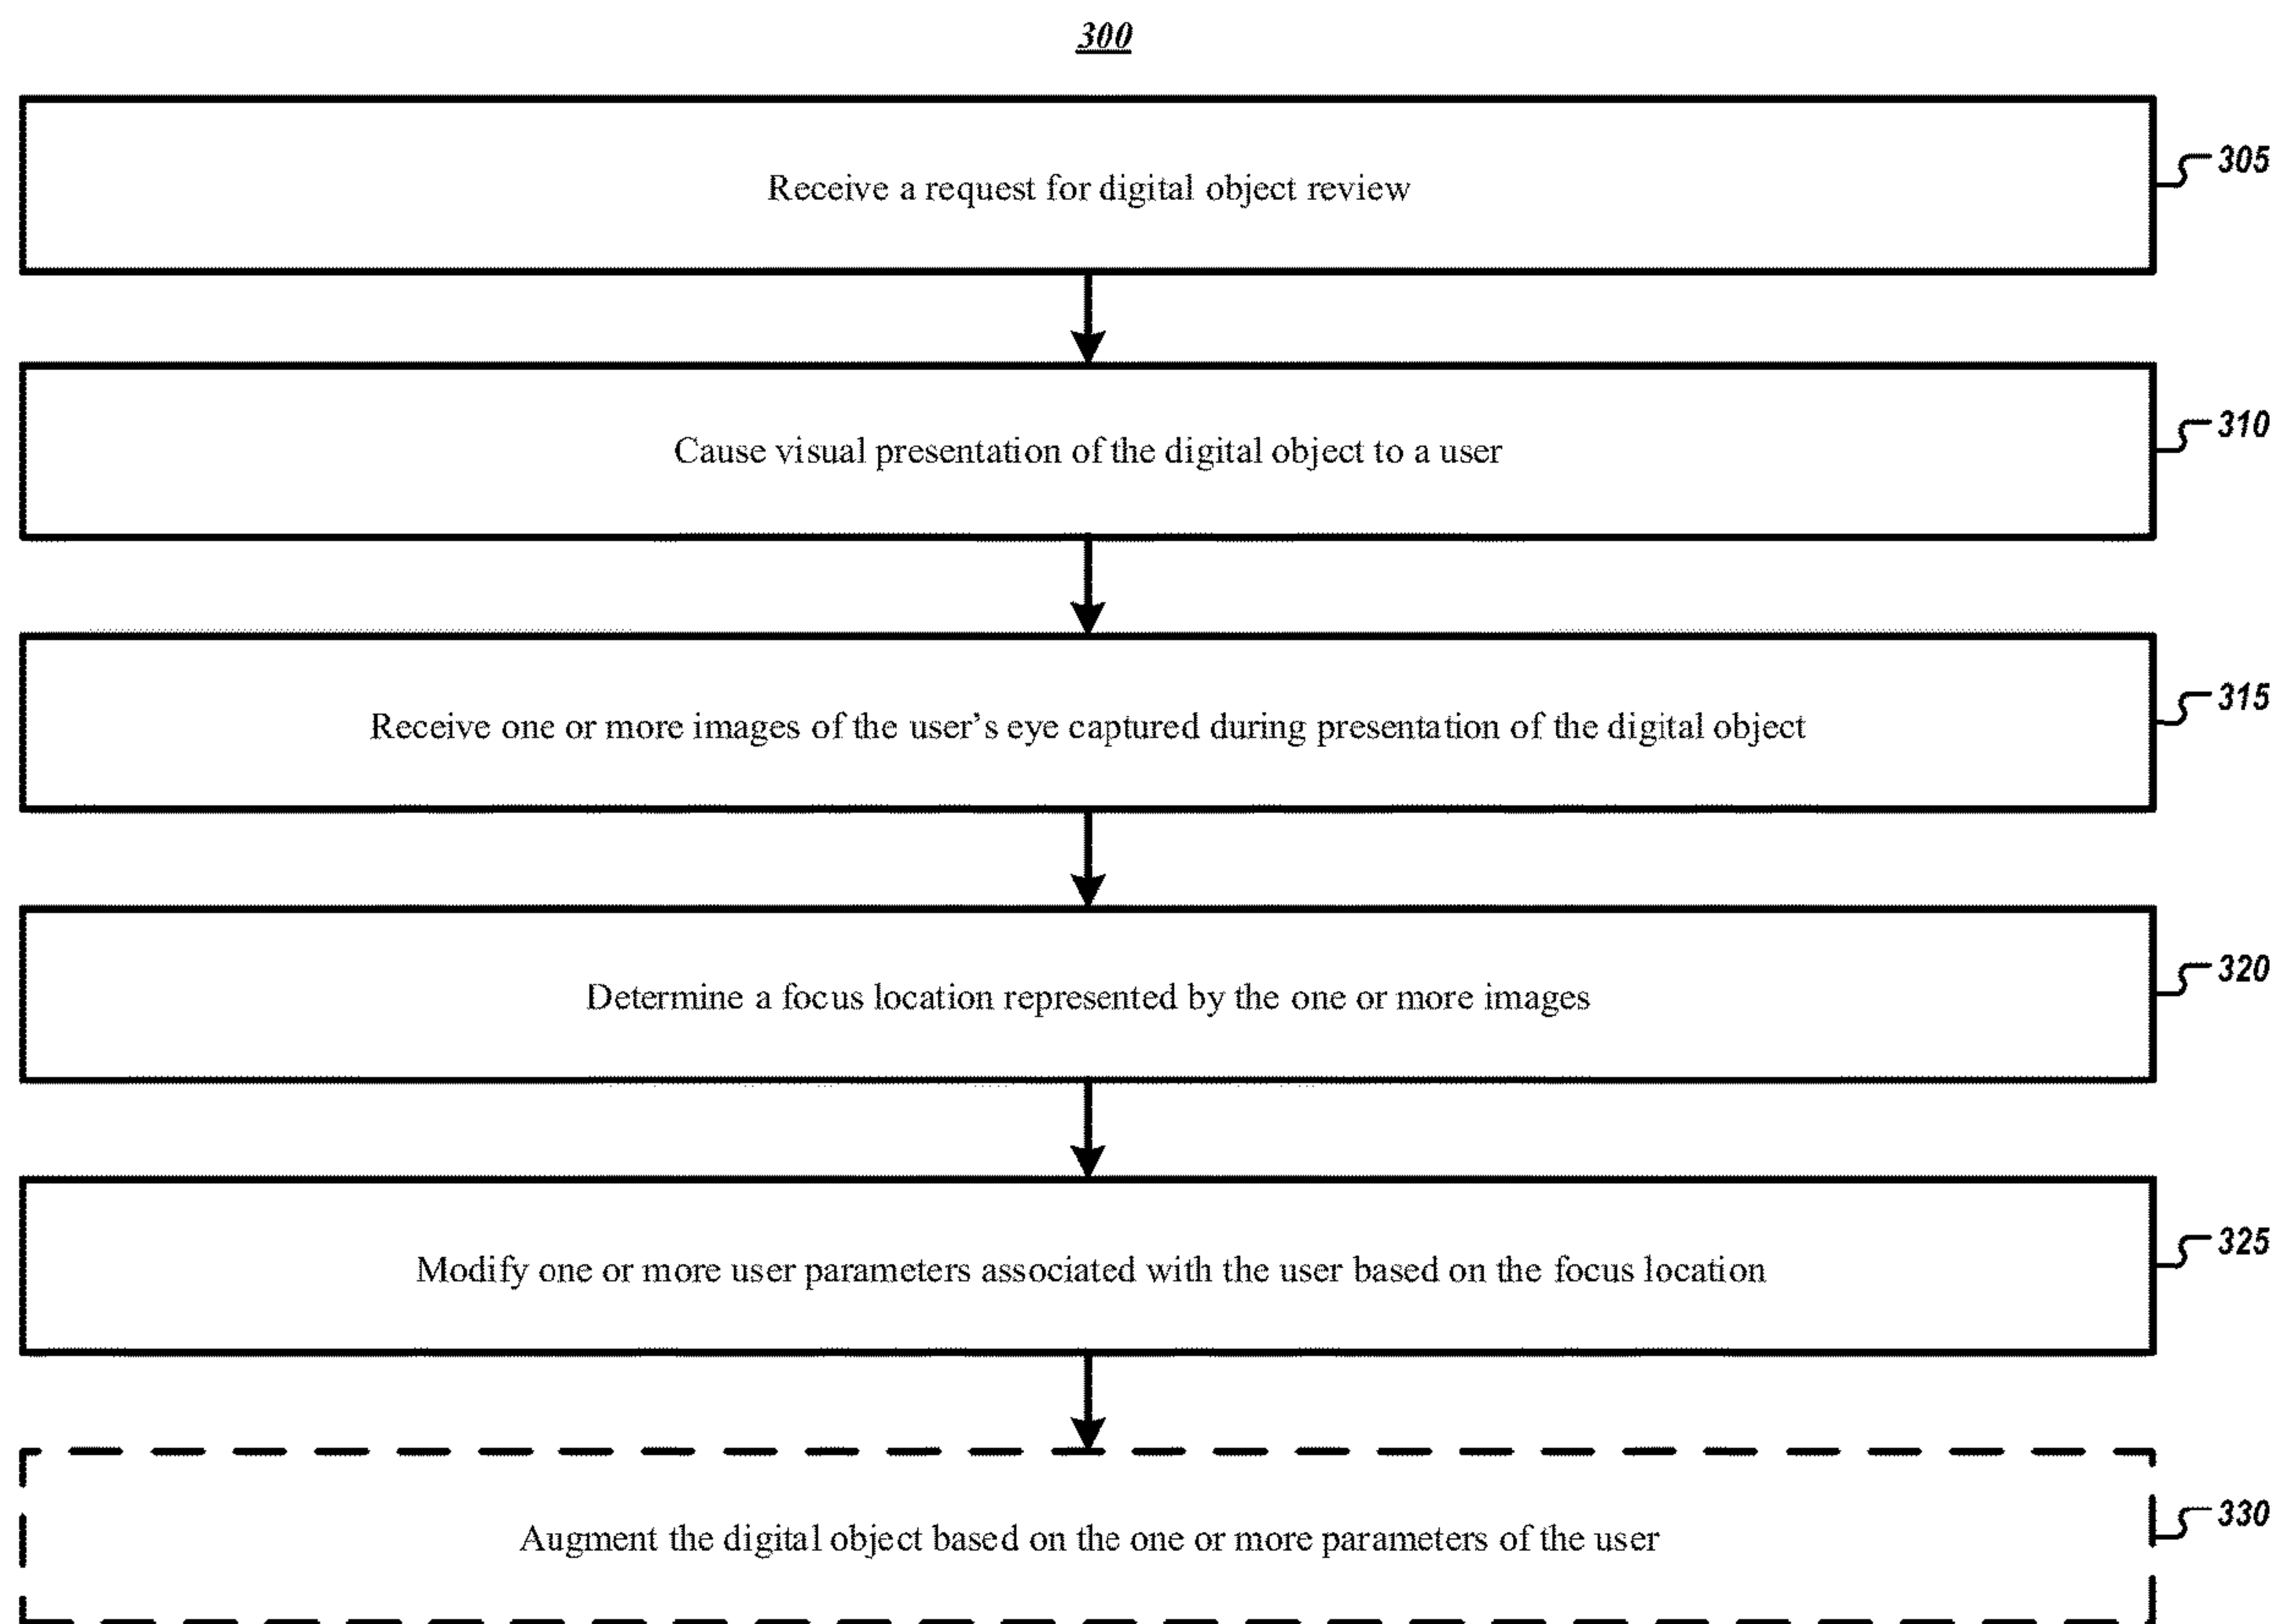 300
Receive a request for digital object review
305
Cause visual presentation of the digital object to a user
310
Receive one or more images of the user's eye captured during presentation of the digital object
315
Determine a focus location represented by the one or more images
320
Modify one or more user parameters associated with the user based on the focus location
325
Augment the digital object based on the one or more parameters of the user
330